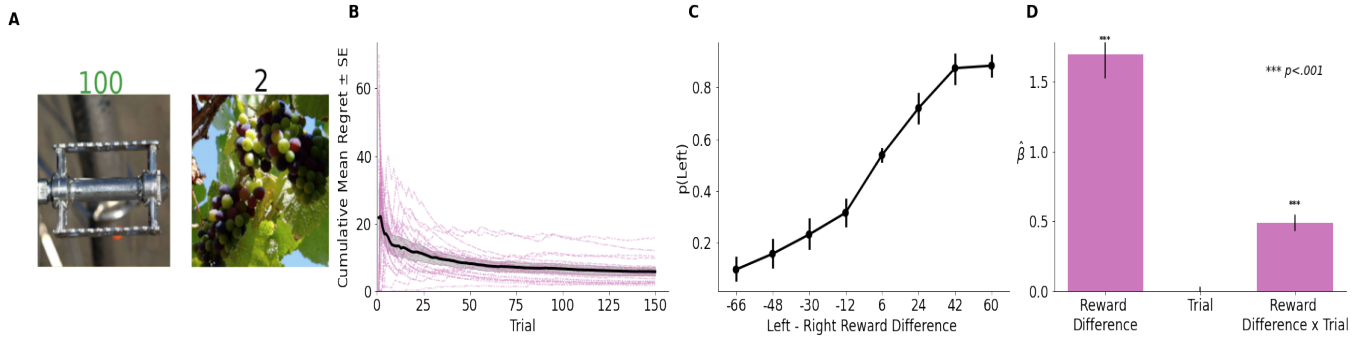 A
100
2
B
Cumulative Mean Regret ± SE
60
40
20
0
0
25
50
75
100
125
150
Trial
C
p(Left)
0.8
0.6
0.4
0.2
-66
-48
-30
-12
6
24
42
60
Left - Right Reward Difference
D
β̂
1.5
1.0
0.5
0.0
***
***
*** p<.001
Reward
Difference
Trial
Reward
Difference x Trial